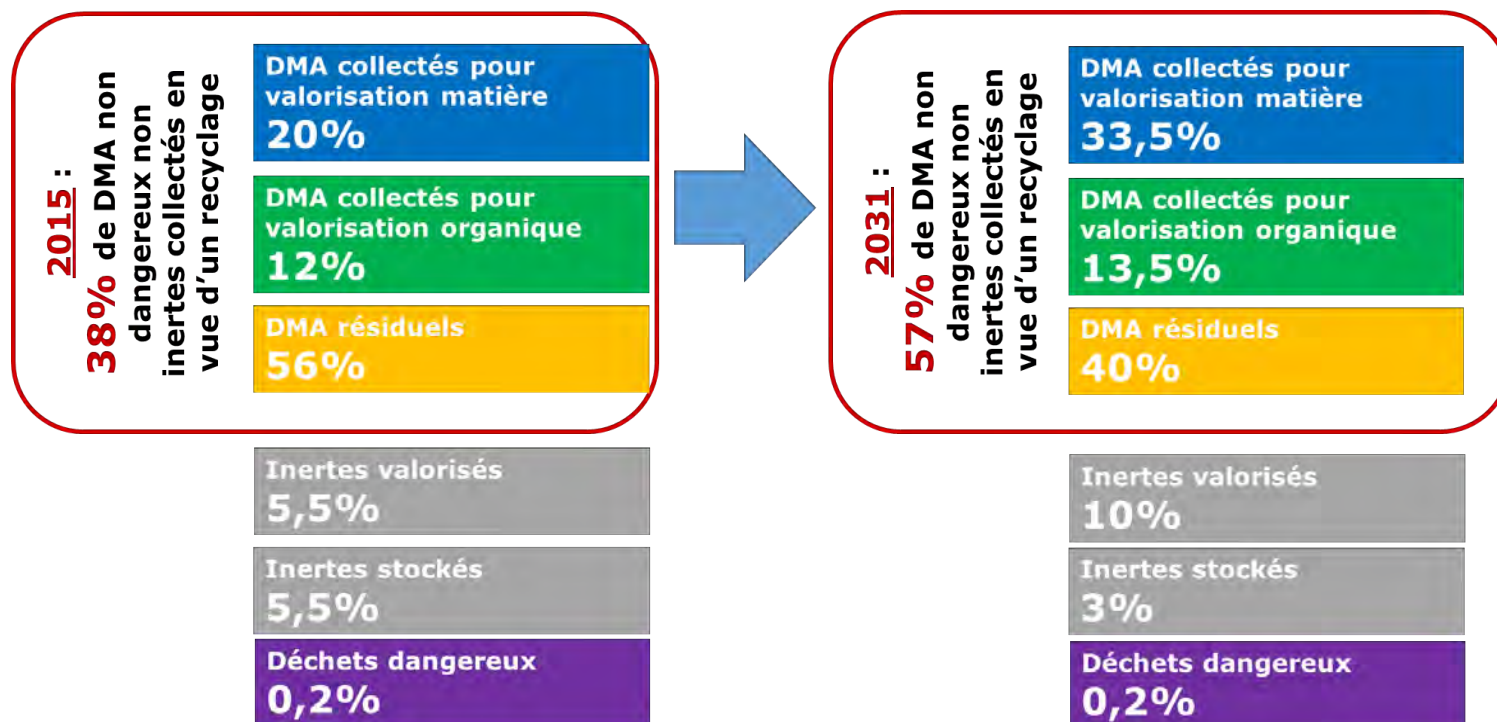 2015 :
38% de DMA non
dangereux non
inertes collectés en
vue d’un recyclage
DMA collectés pour
valorisation matière
20%
DMA collectés pour
valorisation organique
12%
DMA résiduels
56%
Inertes valorisés
5,5%
Inertes stockés
5,5%
Déchets dangereux
0,2%
2031 :
57% de DMA non
dangereux non
inertes collectés en
vue d’un recyclage
DMA collectés pour
valorisation matière
33,5%
DMA collectés pour
valorisation organique
13,5%
DMA résiduels
40%
Inertes valorisés
10%
Inertes stockés
3%
Déchets dangereux
0,2%